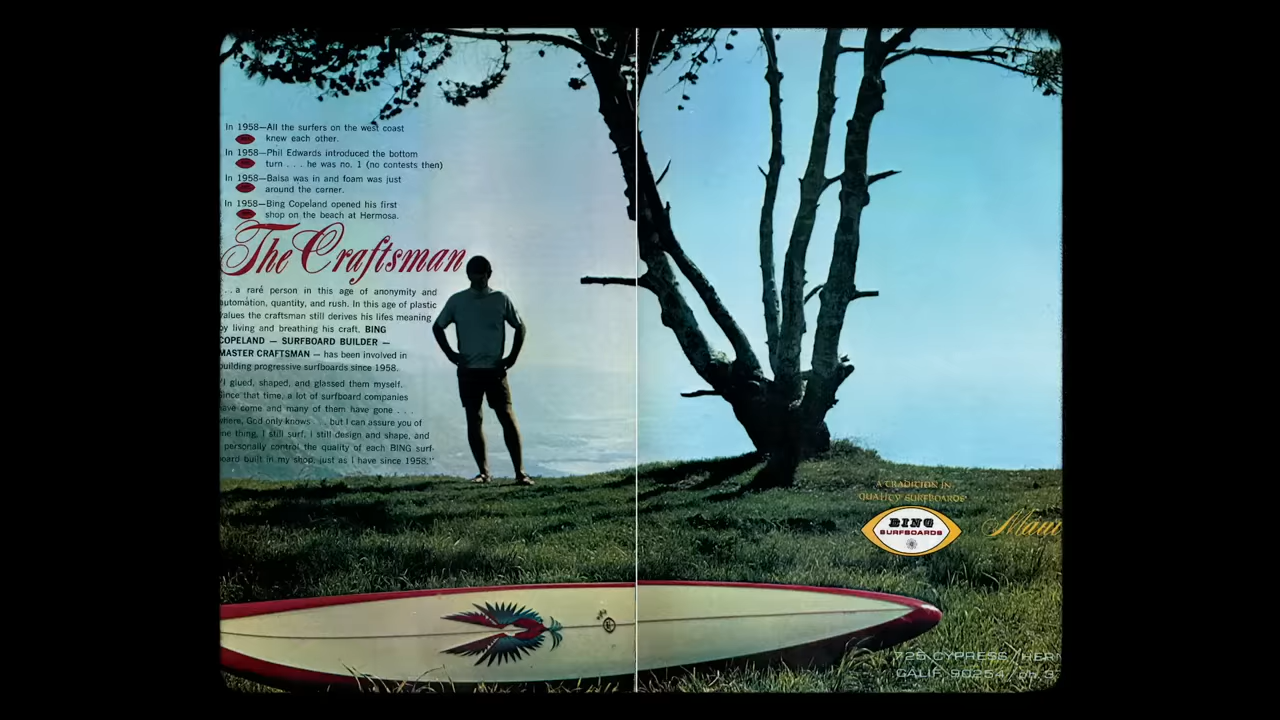 In 1958—All the surfers on the west coast
knew each other.
In 1958—Phil Edwards introduced the bottom
turn . . . he was no. 1 (no contests then)
In 1958—Balsa was in and foam was just
around the corner.
In 1958—Bing Copeland opened his first
shop on the beach at Hermosa.
The Craftsman
. . a rare person in this age of anonymity and
automation, quantity, and rush. In this age of plastic
values the craftsman still derives his lifes meaning
by living and breathing his craft. BING
COPELAND — SURFBOARD BUILDER —
MASTER CRAFTSMAN — has been involved in
building progressive surfboards since 1958.
"I glued, shaped, and glassed them myself.
Since that time, a lot of surfboard companies
have come and many of them have gone . . .
where, God only knows . . . but I can assure you of
one thing, I still surf, I still design and shape, and
personally control the quality of each BING surf-
board built in my shop, just as I have since 1958."
A TRADITION IN
QUALITY SURFBOARDS
BING
SURFBOARDS
Maui
725 CYPRESS / HER
CALIF. 90254 / ph. 3